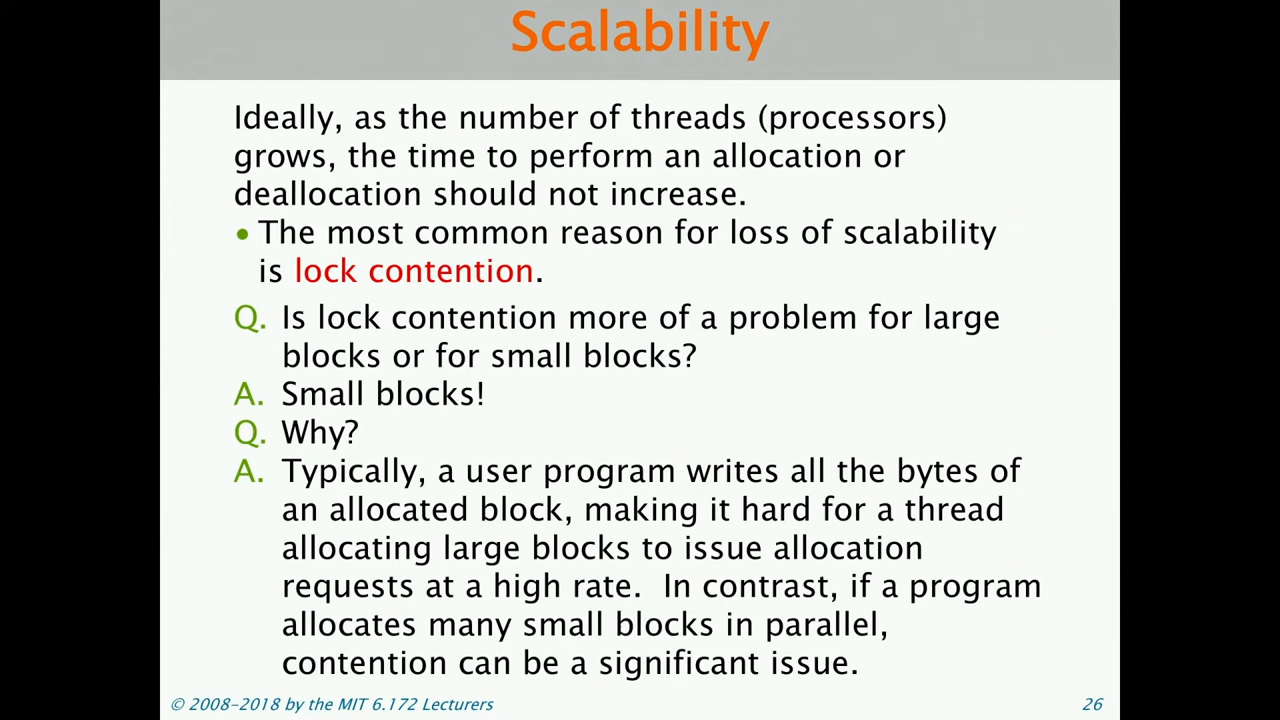 Scalability
Ideally, as the number of threads (processors)
grows, the time to perform an allocation or
deallocation should not increase.
• The most common reason for loss of scalability
is lock contention.
Q. Is lock contention more of a problem for large
blocks or for small blocks?
A. Small blocks!
Q. Why?
A. Typically, a user program writes all the bytes of
an allocated block, making it hard for a thread
allocating large blocks to issue allocation
requests at a high rate.  In contrast, if a program
allocates many small blocks in parallel,
contention can be a significant issue.
© 2008–2018 by the MIT 6.172 Lecturers
26